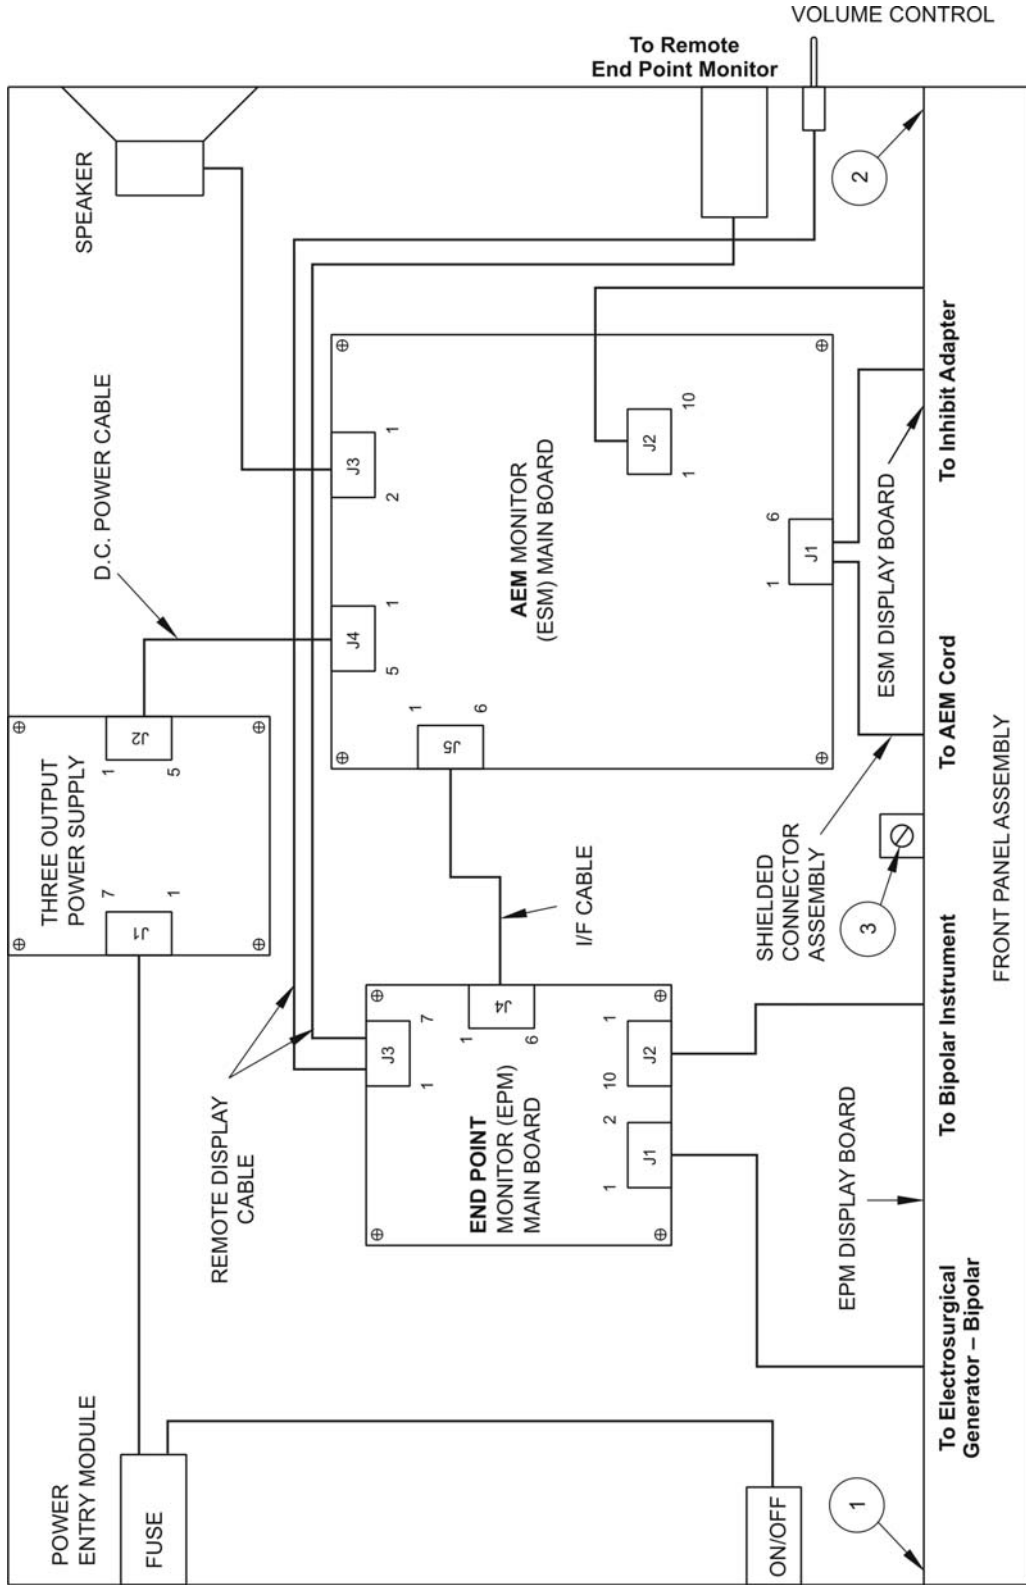 VOLUME CONTROL
To Remote
End Point Monitor
SPEAKER
D.C. POWER CABLE
THREE OUTPUT
POWER SUPPLY
J1
7
1
J2
1
5
POWER
ENTRY MODULE
FUSE
ON/OFF
REMOTE DISPLAY
CABLE
END POINT
MONITOR (EPM)
MAIN BOARD
J3
1
7
J4
1
6
J1
1
2
J2
10
1
I/F CABLE
AEM MONITOR
(ESM) MAIN BOARD
J5
1
6
J4
5
1
J3
2
1
J2
1
10
J1
1
6
SHIELDED
CONNECTOR
ASSEMBLY
ESM DISPLAY BOARD
EPM DISPLAY BOARD
1
3
2
To Electrosurgical
Generator – Bipolar
To Bipolar Instrument
To AEM Cord
To Inhibit Adapter
FRONT PANEL ASSEMBLY